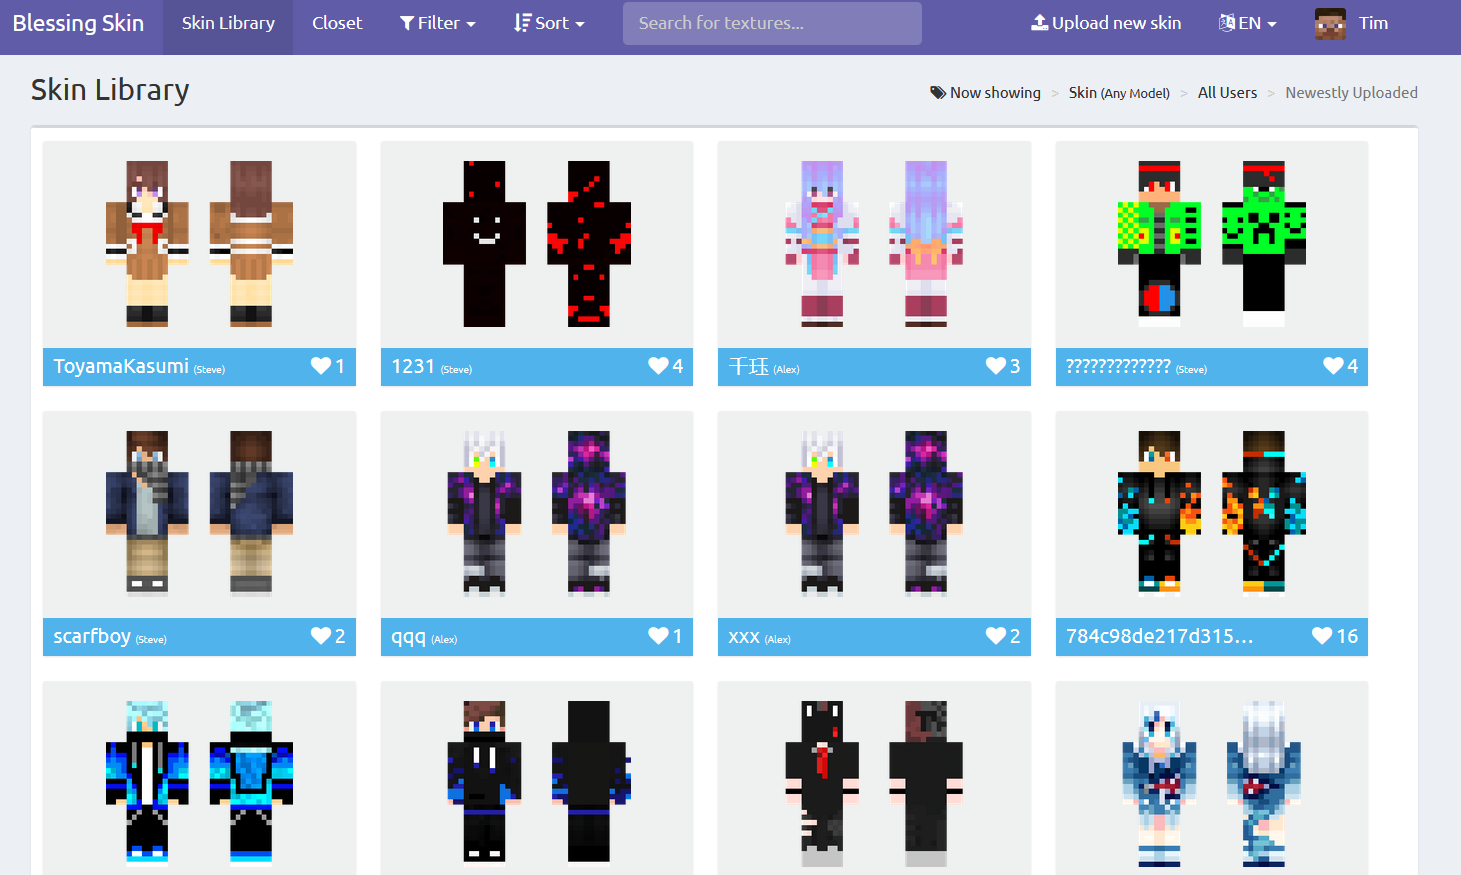 Blessing Skin Skin Library Closet Filter Sort Search for textures... Upload new skin EN Tim
Skin Library Now showing > Skin (Any Model) > All Users > Newestly Uploaded
ToyamaKasumi (Steve) 1
1231 (Steve) 4
千珏 (Alex) 3
????????????? (Steve) 4
scarfboy (Steve) 2
qqq (Alex) 1
xxx (Alex) 2
784c98de217d315... 16